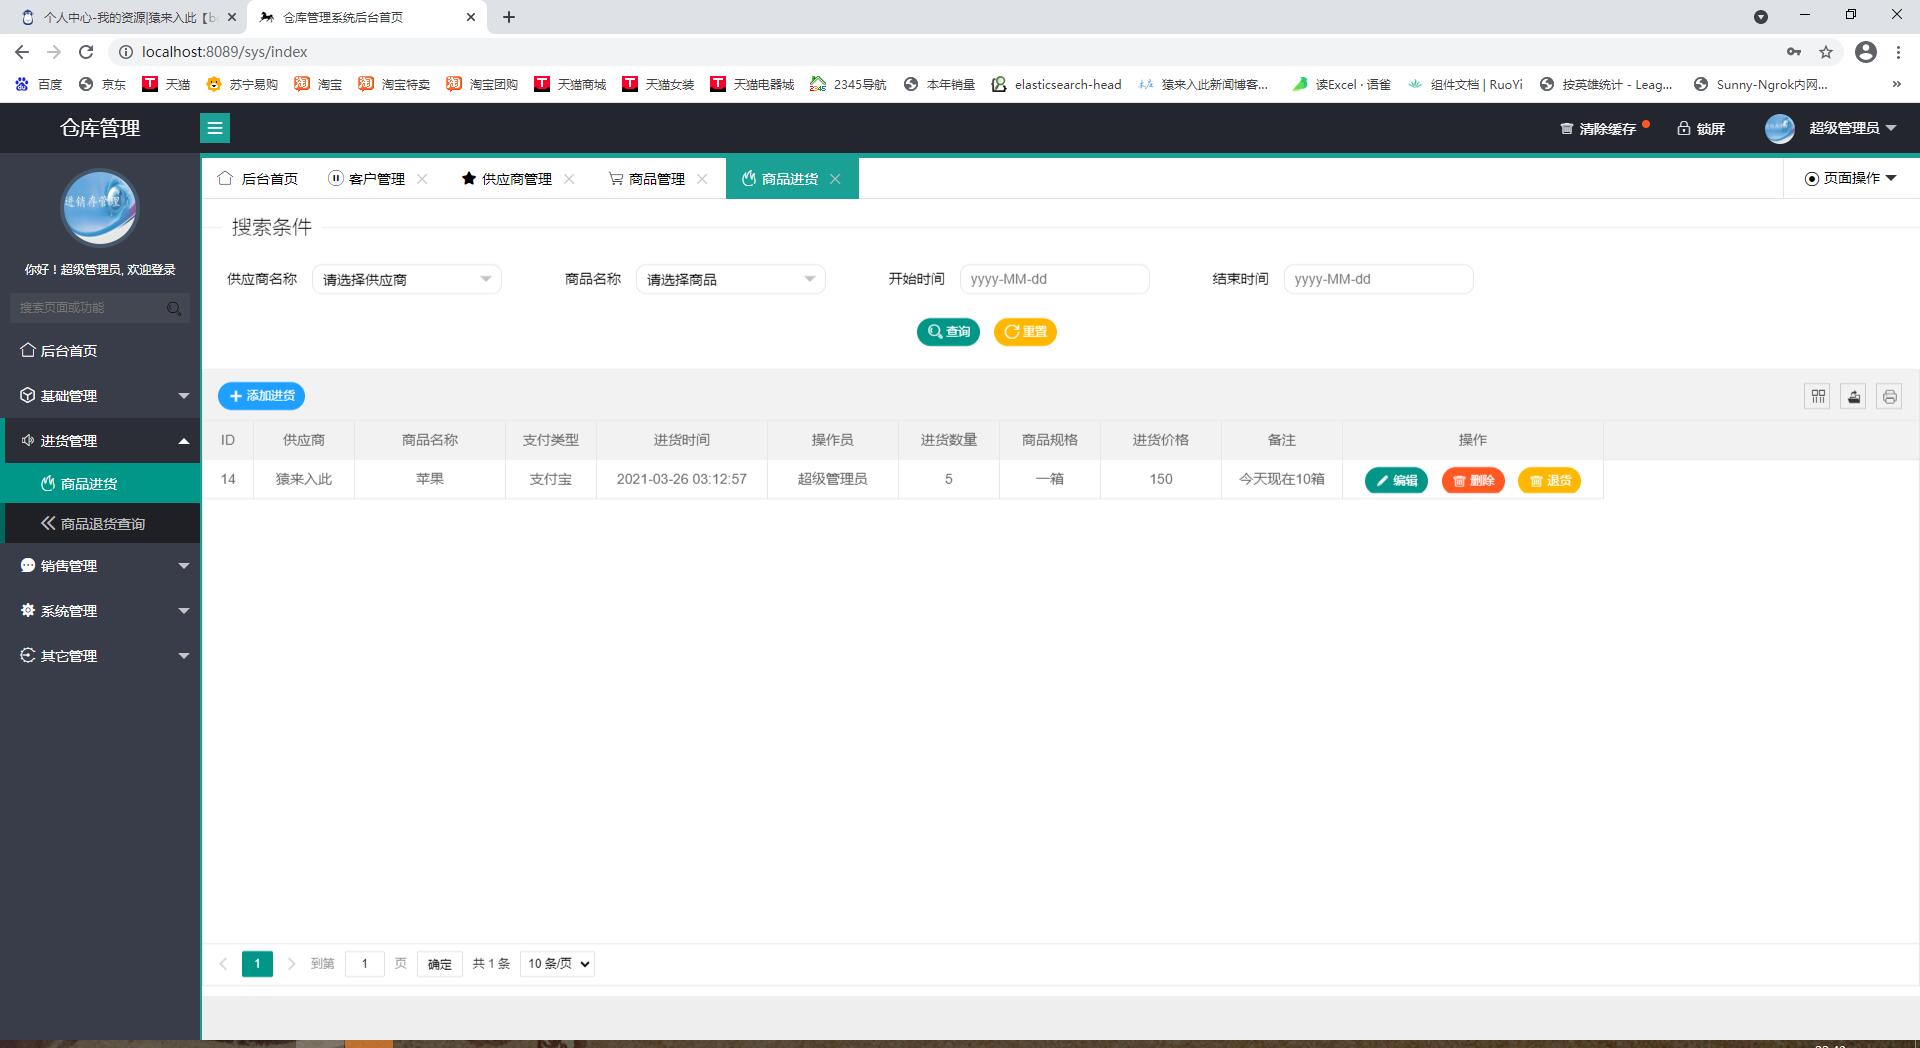 个人中心-我的资源|猿来入此【
仓库管理系统后台首页
localhost:8089/sys/index
百度 京东 天猫 苏宁易购 淘宝 淘宝特卖 淘宝团购 天猫商城 天猫女装 天猫电器城 2345导航 本年销量 elasticsearch-head 猿来入此新闻博客... 读Excel · 语雀 组件文档 | RuoYi 按英雄统计 - Leag... Sunny-Ngrok内网... »
仓库管理 清除缓存 锁屏 超级管理员
进销存管理
你好！超级管理员, 欢迎登录
搜索页面或功能
后台首页
基础管理
进货管理
商品进货
商品退货查询
销售管理
系统管理
其它管理
后台首页 客户管理 供应商管理 商品管理 商品进货 页面操作
搜索条件
供应商名称 请选择供应商 商品名称 请选择商品 开始时间 yyyy-MM-dd 结束时间 yyyy-MM-dd
查询 重置
添加进货
ID 供应商 商品名称 支付类型 进货时间 操作员 进货数量 商品规格 进货价格 备注 操作
14 猿来入此 苹果 支付宝 2021-03-26 03:12:57 超级管理员 5 一箱 150 今天现在10箱 编辑 删除 退货
1 到第 1 页 确定 共 1 条 10 条/页